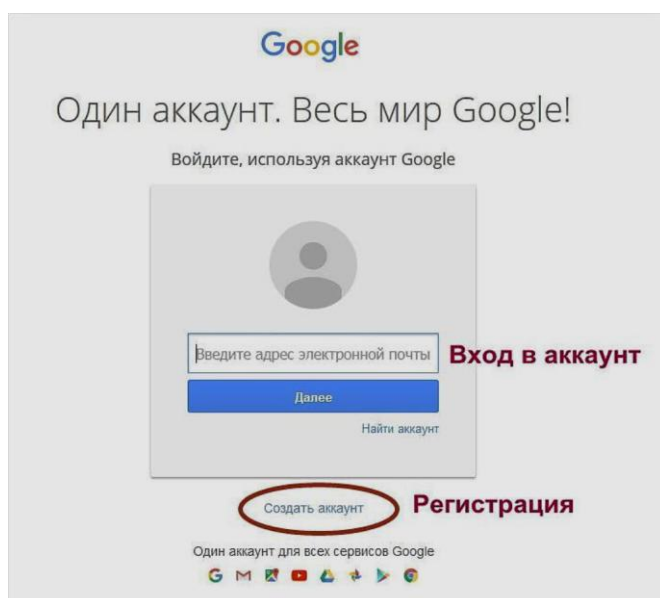 Google
Один аккаунт. Весь мир Google!
Войдите, используя аккаунт Google
Введите адрес электронной почты
Вход в аккаунт
Далее
Найти аккаунт
Создать аккаунт
Регистрация
Один аккаунт для всех сервисов Google